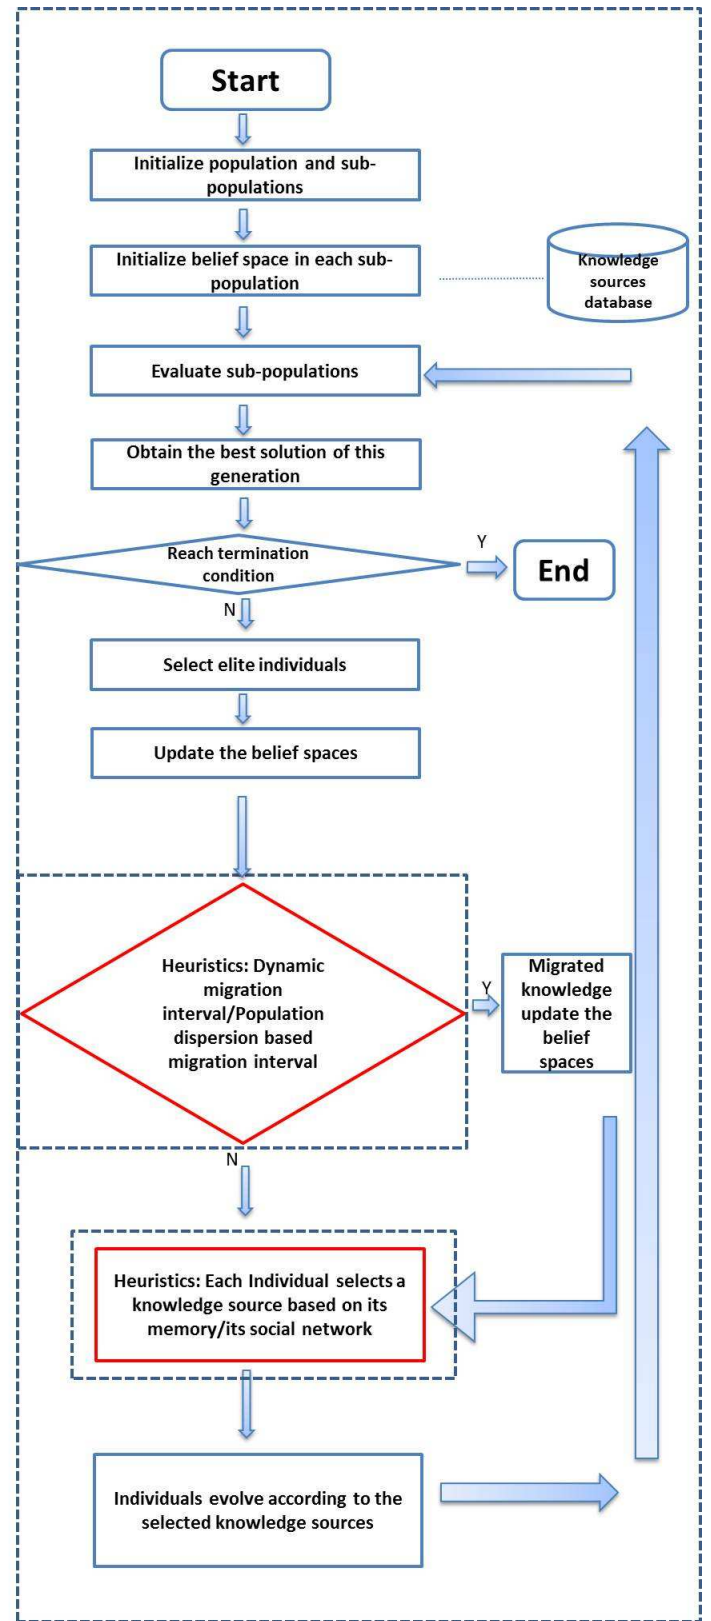 Start
Initialize population and sub-
populations
Initialize belief space in each sub-
population
Knowledge
sources
database
Evaluate sub-populations
Obtain the best solution of this
generation
Reach termination
condition
Y
End
N
Select elite individuals
Update the belief spaces
Heuristics: Dynamic
migration
interval/Population
dispersion based
migration interval
Y
Migrated
knowledge
update the
belief
spaces
N
Heuristics: Each Individual selects a
knowledge source based on its
memory/its social network
Individuals evolve according to the
selected knowledge sources